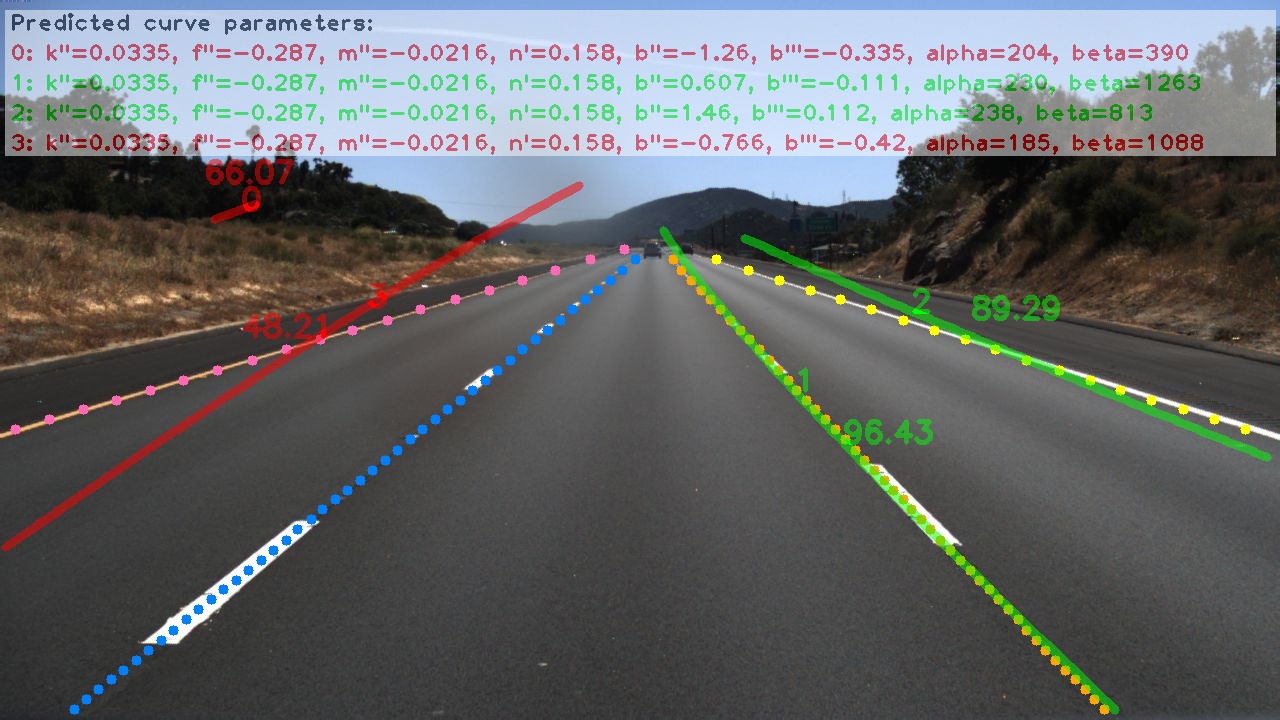 Predicted curve parameters:
0: k''=0.0335, f''=-0.287, m''=-0.0216, n'=0.158, b''=-1.26, b'''=-0.335, alpha=204, beta=390
1: k''=0.0335, f''=-0.287, m''=-0.0216, n'=0.158, b''=0.607, b'''=-0.111, alpha=230, beta=1263
2: k''=0.0335, f''=-0.287, m''=-0.0216, n'=0.158, b''=1.46, b'''=0.112, alpha=238, beta=813
3: k''=0.0335, f''=-0.287, m''=-0.0216, n'=0.158, b''=-0.766, b'''=-0.42, alpha=185, beta=1088
66.07
0
3
48.21
2
89.29
1
96.43